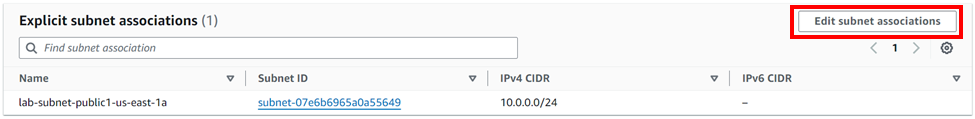 Explicit subnet associations (1)
Edit subnet associations
Find subnet association
1
Name
Subnet ID
IPv4 CIDR
IPv6 CIDR
lab-subnet-public1-us-east-1a
subnet-07e6b6965a0a55649
10.0.0.0/24
–